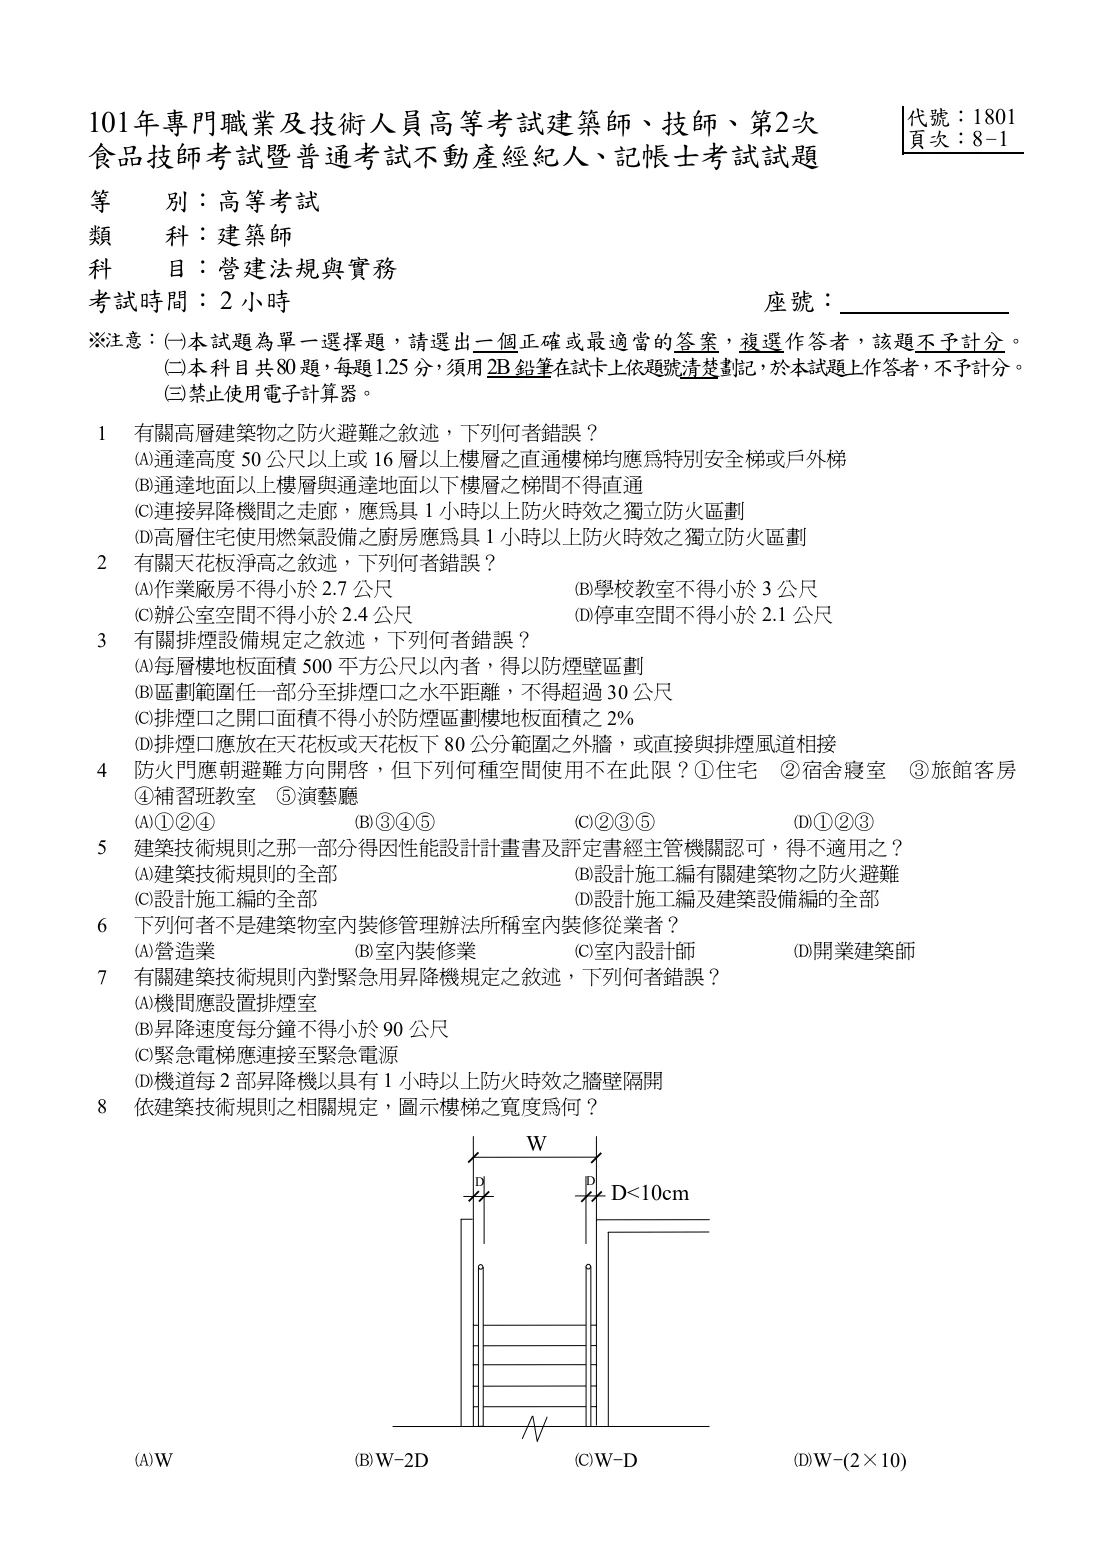 101年專門職業及技術人員高等考試建築師、技師、第2次
食品技師考試暨普通考試不動產經紀人、記帳士考試試題
代號：1801
頁次：8-1
等　　別：高等考試
類　　科：建築師
科　　目：營建法規與實務
考試時間：2 小時
座號：
※注意：㈠本試題為單一選擇題，請選出一個正確或最適當的答案，複選作答者，該題不予計分。
㈡本科目共80題，每題1.25分，須用2B鉛筆在試卡上依題號清楚劃記，於本試題上作答者，不予計分。
㈢禁止使用電子計算器。
1 有關高層建築物之防火避難之敘述，下列何者錯誤？
(A)通達高度 50 公尺以上或 16 層以上樓層之直通樓梯均應為特別安全梯或戶外梯
(B)通達地面以上樓層與通達地面以下樓層之梯間不得直通
(C)連接昇降機間之走廊，應為具 1 小時以上防火時效之獨立防火區劃
(D)高層住宅使用燃氣設備之廚房應為具 1 小時以上防火時效之獨立防火區劃
2 有關天花板淨高之敘述，下列何者錯誤？
(A)作業廠房不得小於 2.7 公尺 (B)學校教室不得小於 3 公尺
(C)辦公室空間不得小於 2.4 公尺 (D)停車空間不得小於 2.1 公尺
3 有關排煙設備規定之敘述，下列何者錯誤？
(A)每層樓地板面積 500 平方公尺以內者，得以防煙壁區劃
(B)區劃範圍任一部分至排煙口之水平距離，不得超過 30 公尺
(C)排煙口之開口面積不得小於防煙區劃樓地板面積之 2%
(D)排煙口應放在天花板或天花板下 80 公分範圍之外牆，或直接與排煙風道相接
4 防火門應朝避難方向開啓，但下列何種空間使用不在此限？①住宅　②宿舍寢室　③旅館客房
④補習班教室　⑤演藝廳
(A)①②④ (B)③④⑤ (C)②③⑤ (D)①②③
5 建築技術規則之那一部分得因性能設計計畫書及評定書經主管機關認可，得不適用之？
(A)建築技術規則的全部 (B)設計施工編有關建築物之防火避難
(C)設計施工編的全部 (D)設計施工編及建築設備編的全部
6 下列何者不是建築物室內裝修管理辦法所稱室內裝修從業者？
(A)營造業 (B)室內裝修業 (C)室內設計師 (D)開業建築師
7 有關建築技術規則內對緊急用昇降機規定之敘述，下列何者錯誤？
(A)機間應設置排煙室
(B)昇降速度每分鐘不得小於 90 公尺
(C)緊急電梯應連接至緊急電源
(D)機道每 2 部昇降機以具有 1 小時以上防火時效之牆壁隔開
8 依建築技術規則之相關規定，圖示樓梯之寬度為何？
W
D D D<10cm
(A)W (B)W-2D (C)W-D (D)W-(2×10)